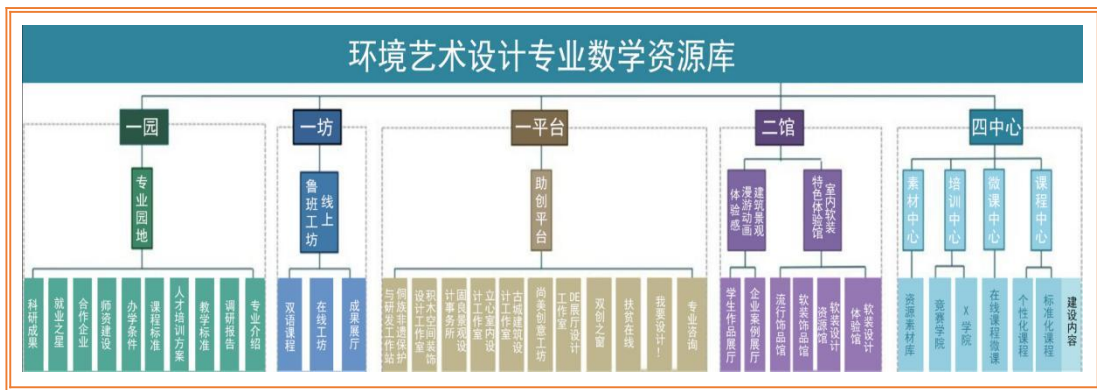 环境艺术设计专业数学资源库
一园
一坊
一平台
二馆
四中心
专业园地
线上
鲁班工坊
助创平台
建筑景观
漫游动画
体验感
室内软装
特色体验馆
素材中心
培训中心
微课中心
课程中心
科研成果
就业之星
合作企业
师资建设
办学条件
课程标准
人才培训方案
教学标准
调研报告
专业介绍
双语课程
在线工坊
成果展厅
侗族非遗保护
与研发工作站
积木空间装饰
设计工作室
固良景观设
计事务所
立心室内设
计工作室
古城建筑设
计工作室
尚美创意工坊
DE展厅设计
工作室
双创之窗
扶贫在线
我要设计！
专业咨询
学生作品展厅
企业案例展厅
流行饰品馆
软装饰品馆
软装设计
资源馆
软装设计
体验馆
资源素材库
竞赛学院
X学院
在线课程微课
个性化课程
标准化课程
建设内容